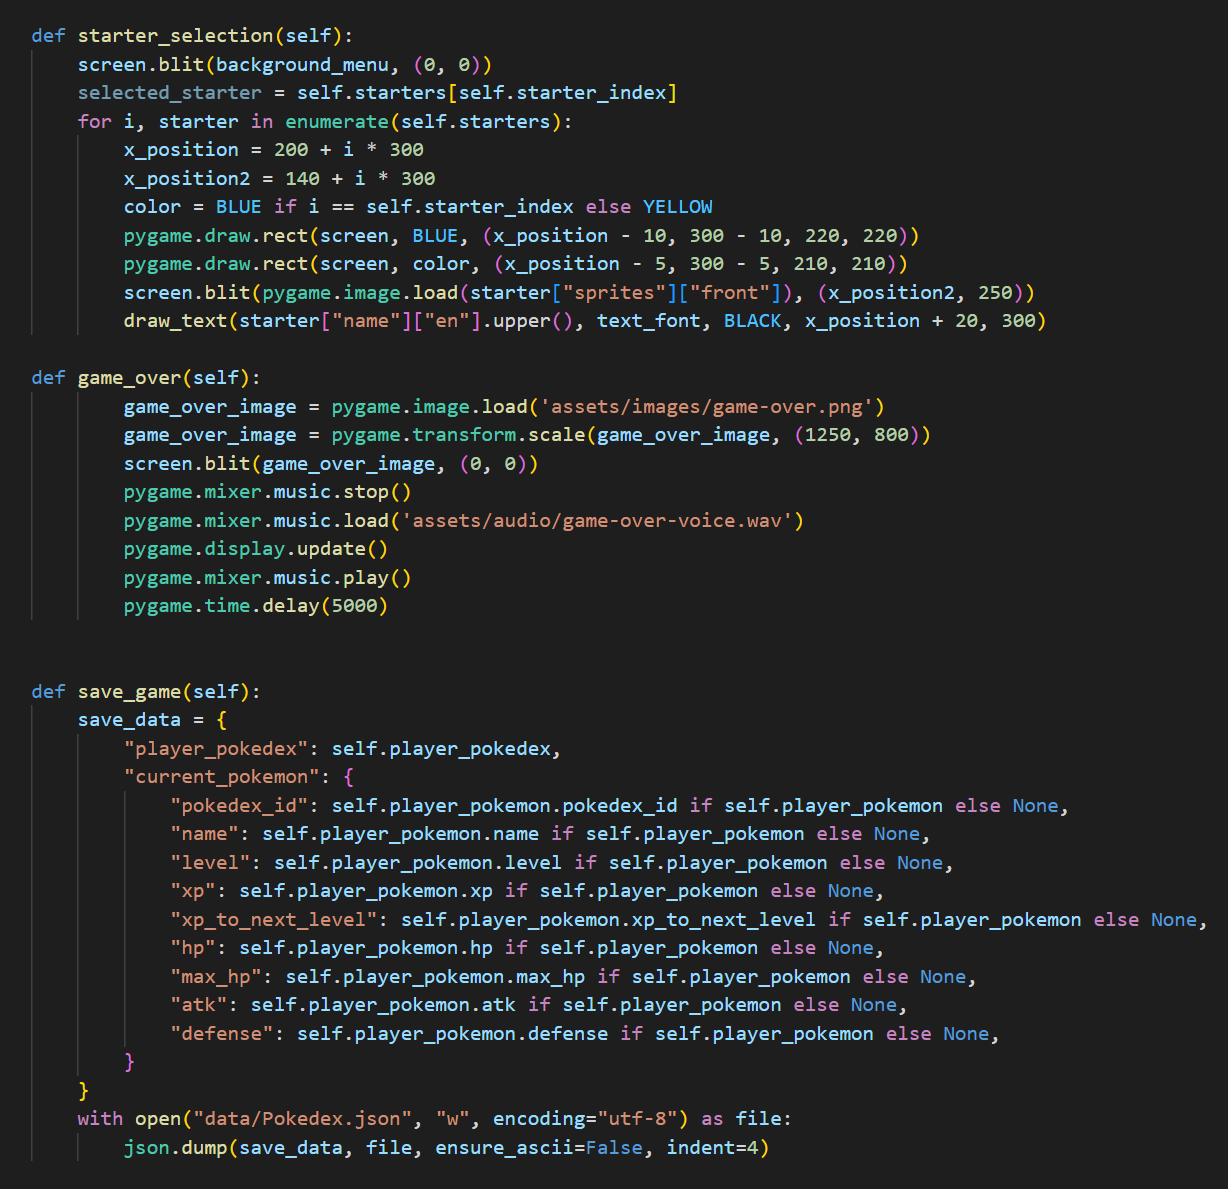 def starter_selection(self):
    screen.blit(background_menu, (0, 0))
    selected_starter = self.starters[self.starter_index]
    for i, starter in enumerate(self.starters):
        x_position = 200 + i * 300
        x_position2 = 140 + i * 300
        color = BLUE if i == self.starter_index else YELLOW
        pygame.draw.rect(screen, BLUE, (x_position - 10, 300 - 10, 220, 220))
        pygame.draw.rect(screen, color, (x_position - 5, 300 - 5, 210, 210))
        screen.blit(pygame.image.load(starter["sprites"]["front"]), (x_position2, 250))
        draw_text(starter["name"]["en"].upper(), text_font, BLACK, x_position + 20, 300)

def game_over(self):
        game_over_image = pygame.image.load('assets/images/game-over.png')
        game_over_image = pygame.transform.scale(game_over_image, (1250, 800))
        screen.blit(game_over_image, (0, 0))
        pygame.mixer.music.stop()
        pygame.mixer.music.load('assets/audio/game-over-voice.wav')
        pygame.display.update()
        pygame.mixer.music.play()
        pygame.time.delay(5000)


def save_game(self):
    save_data = {
        "player_pokedex": self.player_pokedex,
        "current_pokemon": {
            "pokedex_id": self.player_pokemon.pokedex_id if self.player_pokemon else None,
            "name": self.player_pokemon.name if self.player_pokemon else None,
            "level": self.player_pokemon.level if self.player_pokemon else None,
            "xp": self.player_pokemon.xp if self.player_pokemon else None,
            "xp_to_next_level": self.player_pokemon.xp_to_next_level if self.player_pokemon else None,
            "hp": self.player_pokemon.hp if self.player_pokemon else None,
            "max_hp": self.player_pokemon.max_hp if self.player_pokemon else None,
            "atk": self.player_pokemon.atk if self.player_pokemon else None,
            "defense": self.player_pokemon.defense if self.player_pokemon else None,
        }
    }
    with open("data/Pokedex.json", "w", encoding="utf-8") as file:
        json.dump(save_data, file, ensure_ascii=False, indent=4)